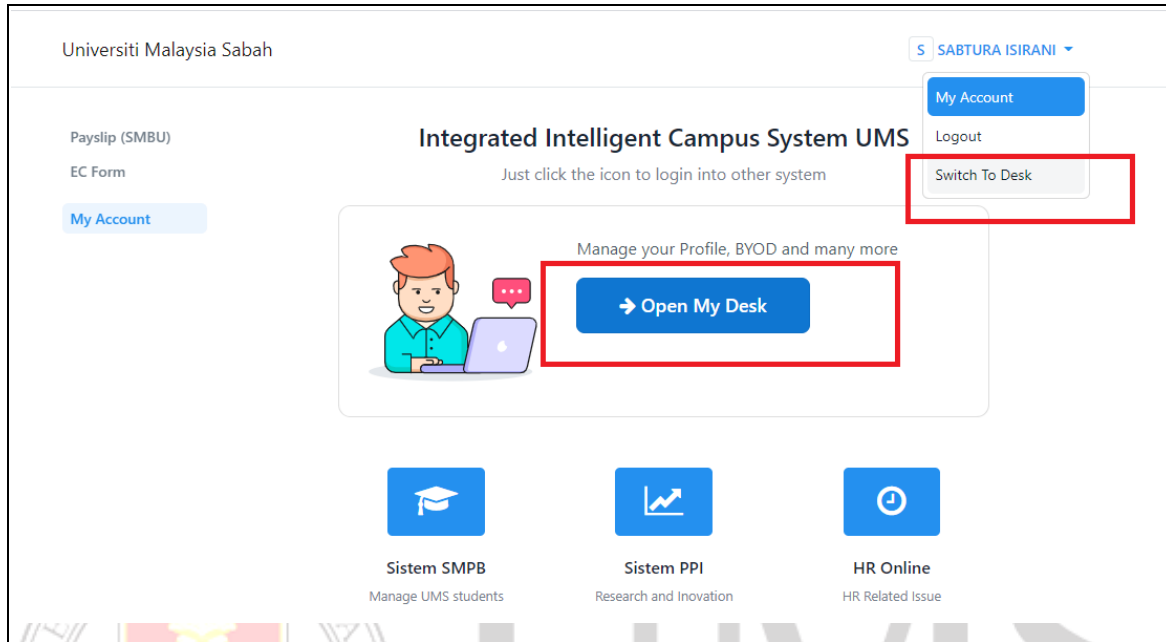 Universiti Malaysia Sabah
S SABTURA ISIRANI
My Account
Logout
Switch To Desk
Payslip (SMBU)
EC Form
My Account
Integrated Intelligent Campus System UMS
Just click the icon to login into other system
Manage your Profile, BYOD and many more
Open My Desk
Sistem SMPB
Manage UMS students
Sistem PPI
Research and Inovation
HR Online
HR Related Issue